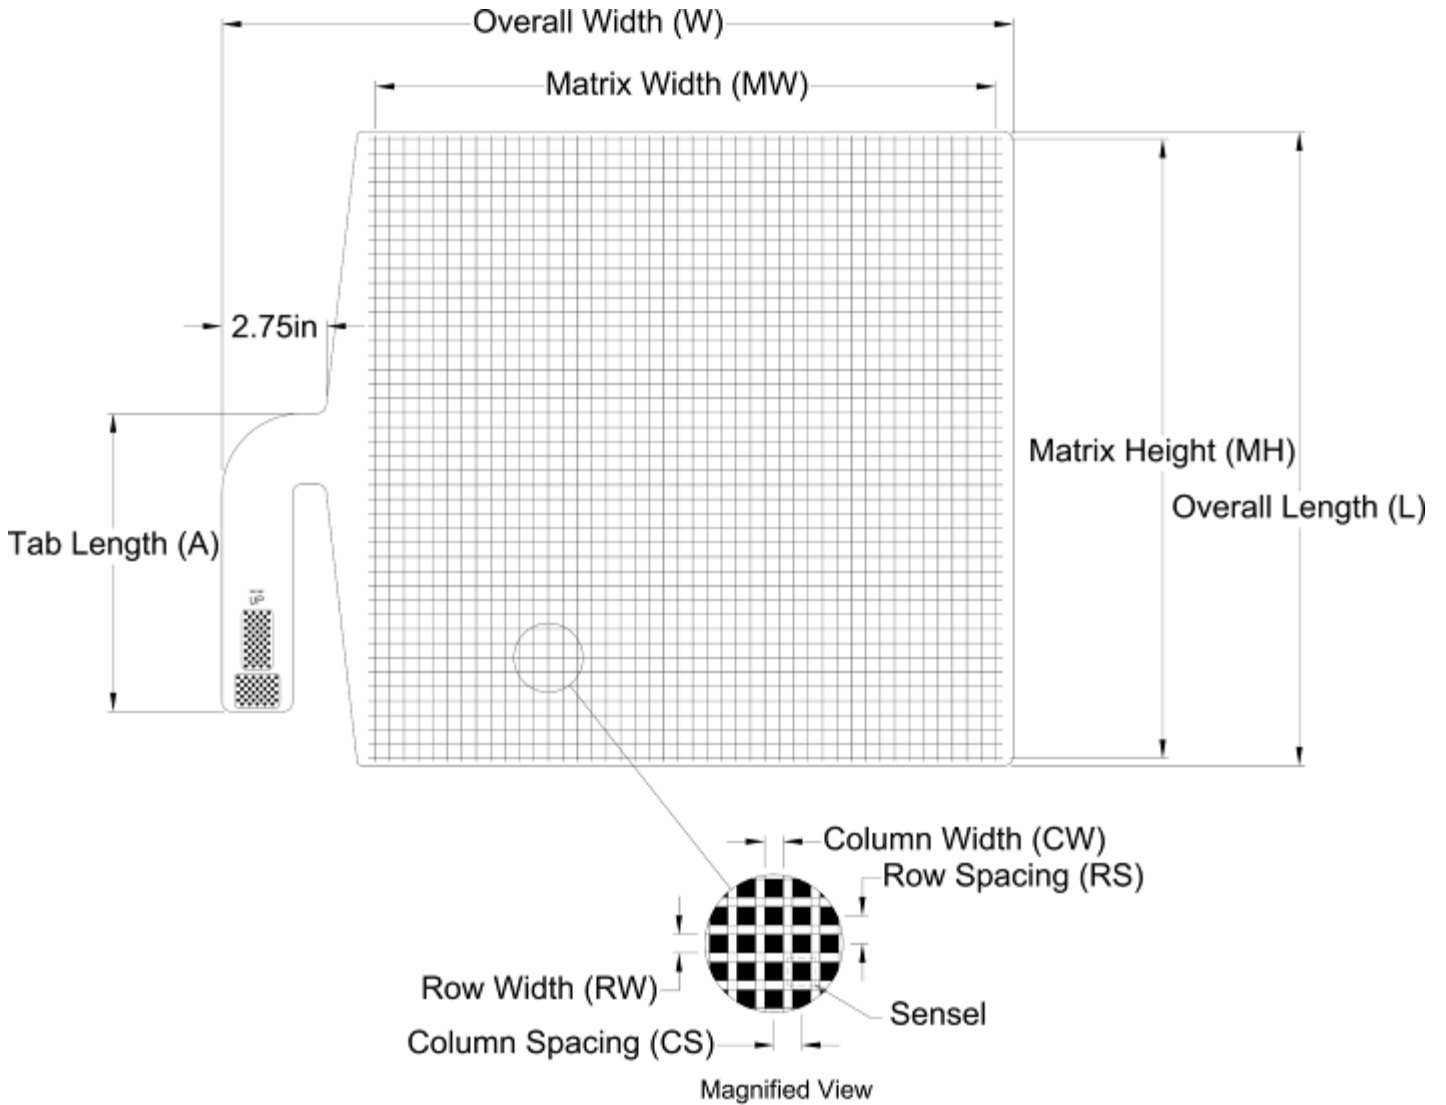 Overall Width (W)
Matrix Width (MW)
2.75in
Matrix Height (MH)
Overall Length (L)
Tab Length (A)
UP
Column Width (CW)
Row Spacing (RS)
Row Width (RW)
Sensel
Column Spacing (CS)
Magnified View